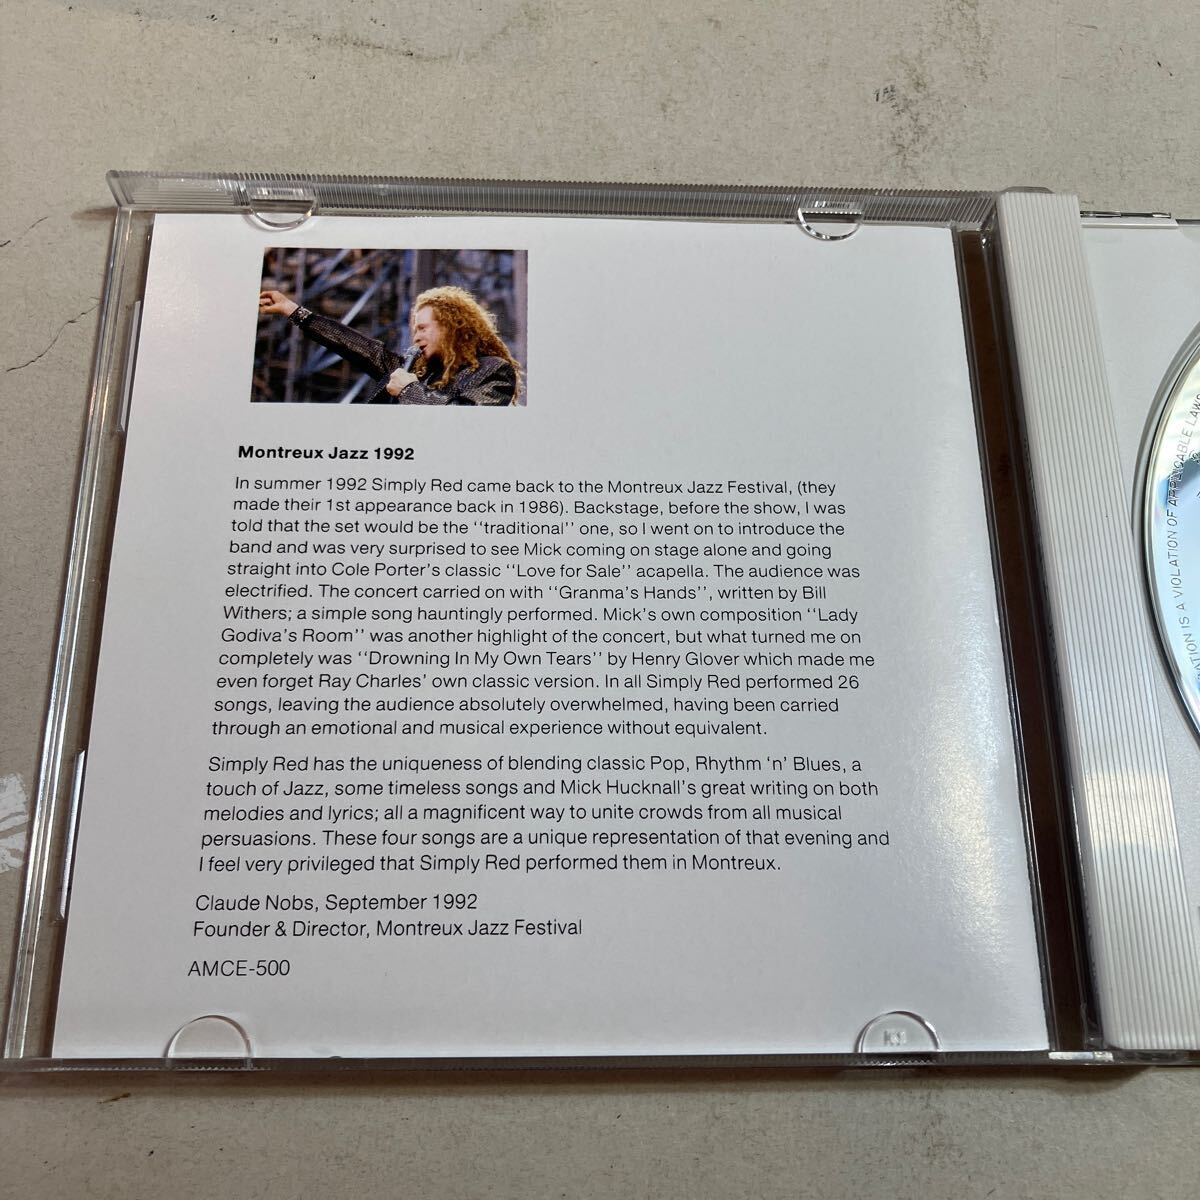 Montreux Jazz 1992
In summer 1992 Simply Red came back to the Montreux Jazz Festival, (they
made their 1st appearance back in 1986). Backstage, before the show, I was
told that the set would be the "traditional" one, so I went on to introduce the
band and was very surprised to see Mick coming on stage alone and going
straight into Cole Porter's classic "Love for Sale" acapella. The audience was
electrified. The concert carried on with "Granma's Hands", written by Bill
Withers; a simple song hauntingly performed. Mick's own composition "Lady
Godiva's Room" was another highlight of the concert, but what turned me on
completely was "Drowning In My Own Tears" by Henry Glover which made me
even forget Ray Charles' own classic version. In all Simply Red performed 26
songs, leaving the audience absolutely overwhelmed, having been carried
through an emotional and musical experience without equivalent.
Simply Red has the uniqueness of blending classic Pop, Rhythm 'n' Blues, a
touch of Jazz, some timeless songs and Mick Hucknall's great writing on both
melodies and lyrics; all a magnificent way to unite crowds from all musical
persuasions. These four songs are a unique representation of that evening and
I feel very privileged that Simply Red performed them in Montreux.
Claude Nobs, September 1992
Founder & Director, Montreux Jazz Festival
AMCE-500
IS A VIOLATION OF APPLICABLE LAWS